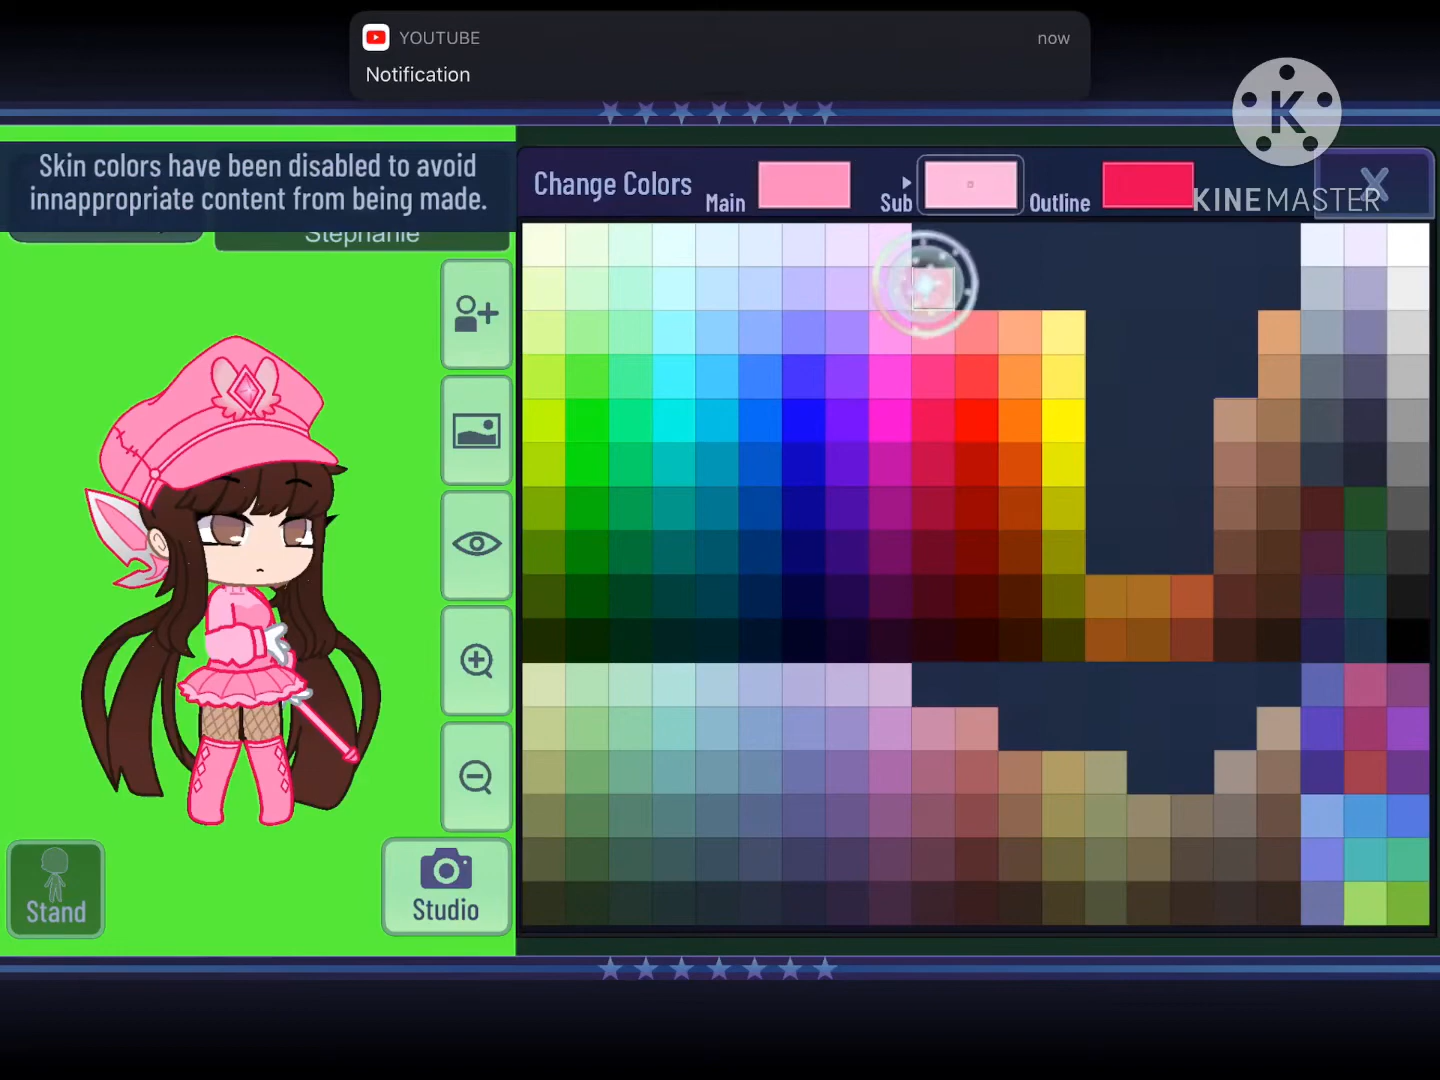 YOUTUBE
now
Notification
Skin colors have been disabled to avoid
innappropriate content from being made.
Stephanie
Change Colors
Main
Sub
Outline
X
K
KINEMASTER
Stand
Studio